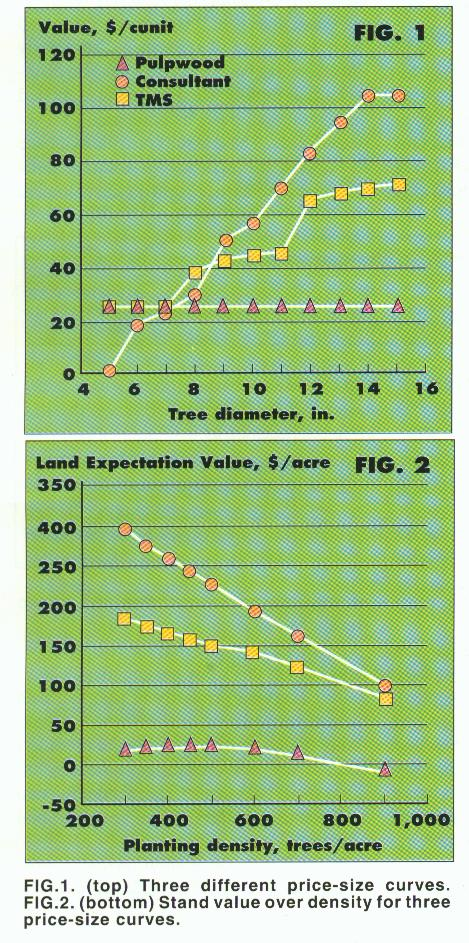 Value, $/cunit
FIG. 1
120
100
80
60
40
20
0
Pulpwood
Consultant
TMS
4 6 8 10 12 14 16
Tree diameter, in.
Land Expectation Value, $/acre
FIG. 2
350
400
250
200
150
100
50
0
-50
200 400 600 800 1,000
Planting density, trees/acre
FIG.1. (top) Three different price-size curves.
FIG.2. (bottom) Stand value over density for three
price-size curves.